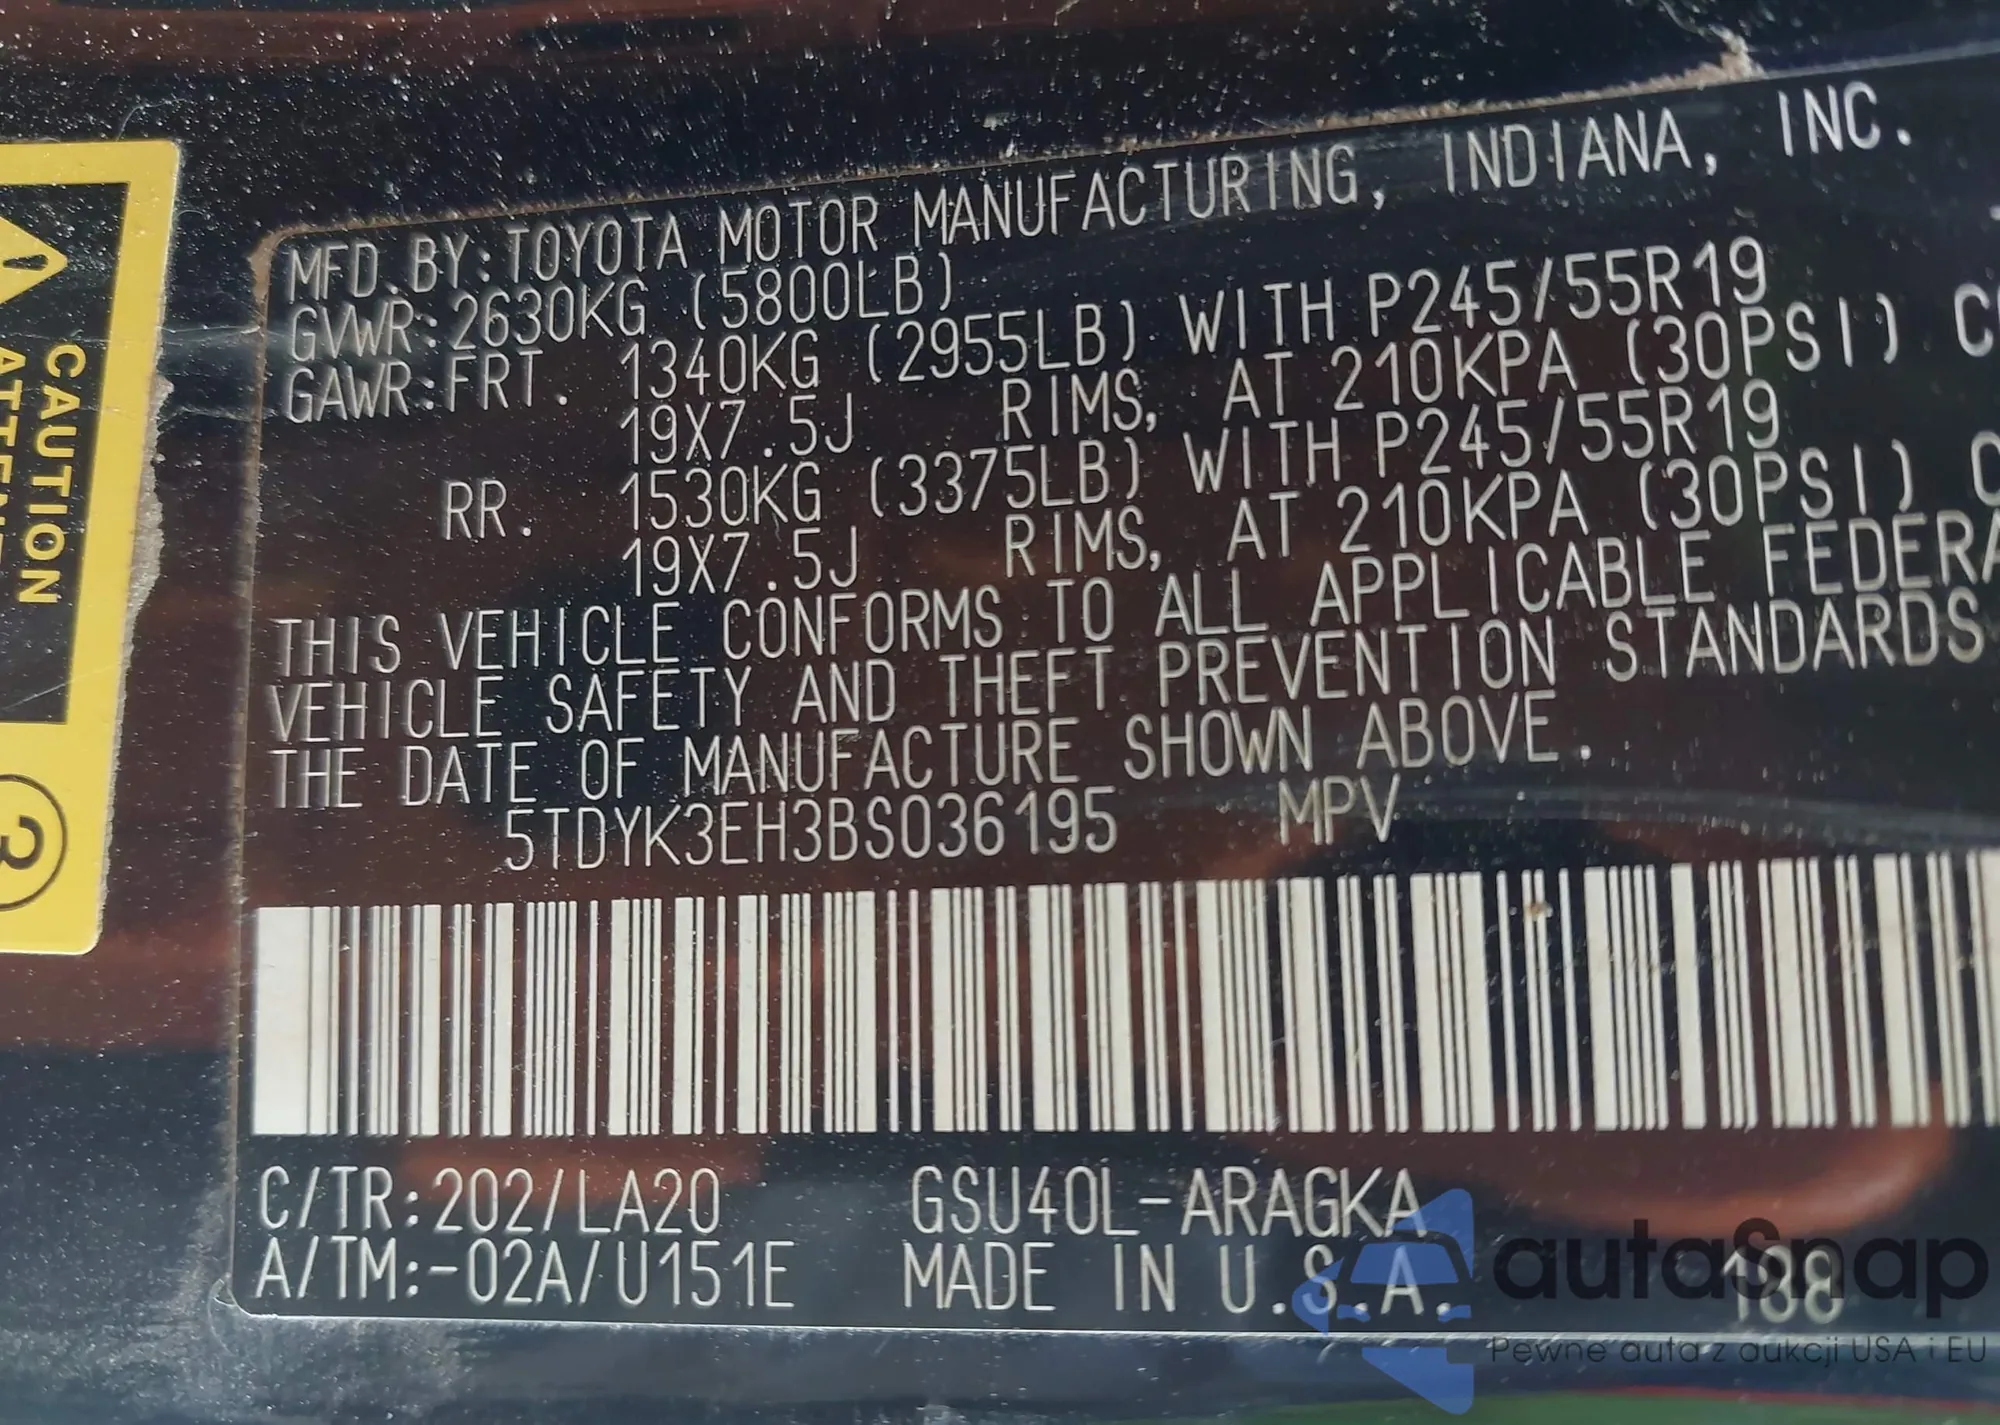 CAUTION
3
MFD.BY:TOYOTA MOTOR MANUFACTURING, INDIANA, INC.
GVWR:2630KG (5800LB)
GAWR:FRT. 1340KG (2955LB) WITH P245/55R19
19X7.5J RIMS, AT 210KPA (30PSI)
RR. 1530KG (3375LB) WITH P245/55R19
19X7.5J RIMS, AT 210KPA (30PSI)
THIS VEHICLE CONFORMS TO ALL APPLICABLE FEDERA
VEHICLE SAFETY AND THEFT PREVENTION STANDARDS
THE DATE OF MANUFACTURE SHOWN ABOVE.
5TDYK3EH3BS036195 MPV
C/TR:202/LA20 GSU40L-ARAGKA
A/TM:-02A/U151E MADE IN U.S.A. 188
autaSnap
Pewne auta z aukcji USA i EU